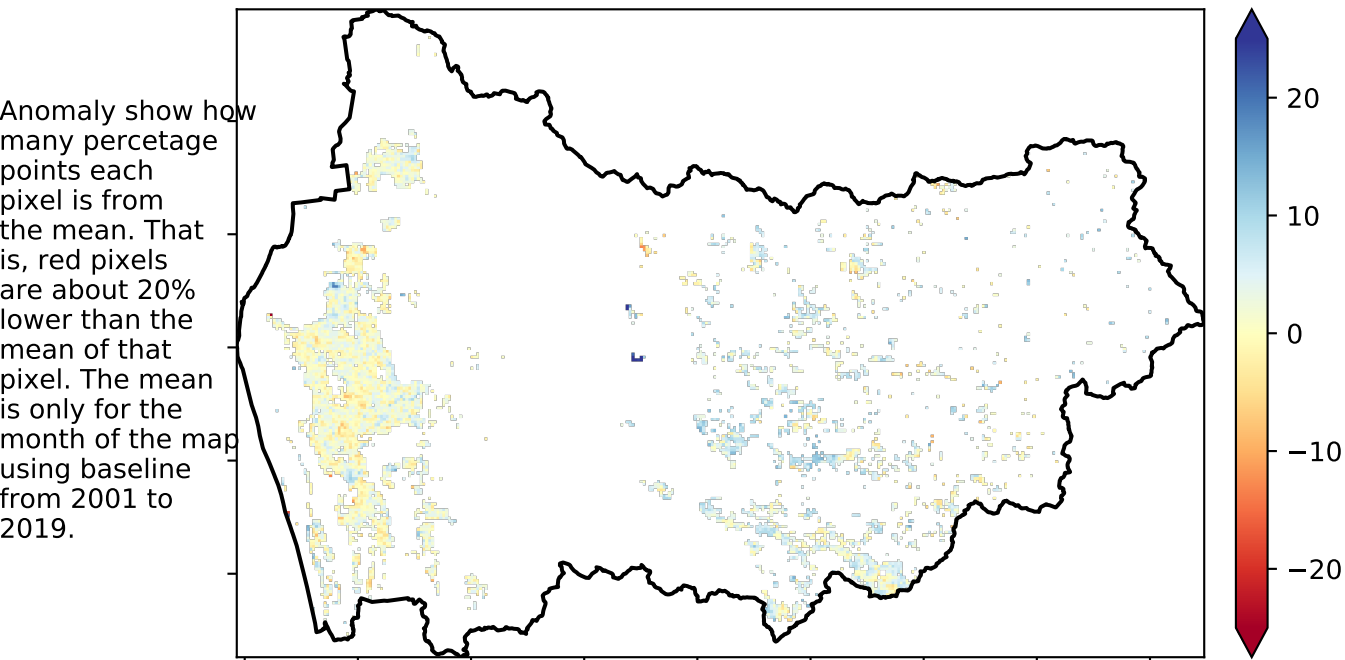 Anomaly show how
many percetage
points each
pixel is from
the mean. That
is, red pixels
are about 20%
lower than the
mean of that
pixel. The mean
is only for the
month of the map
using baseline
from 2001 to
2019.
20
10
0
−10
−20